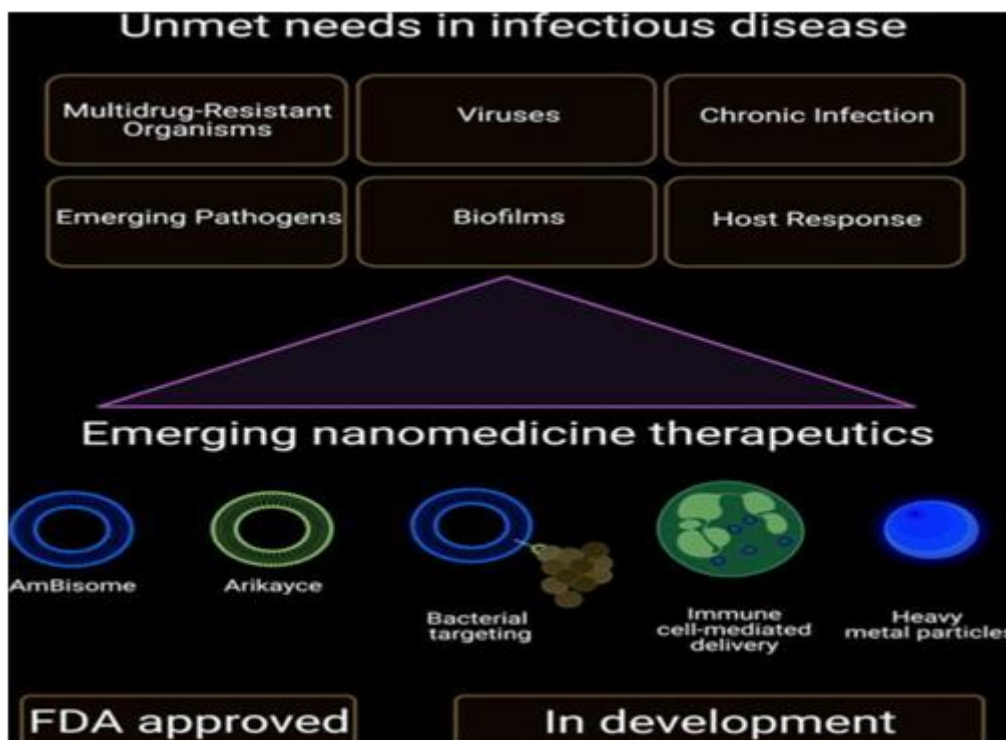 Unmet needs in infectious disease
Multidrug-Resistant
Organisms
Viruses
Chronic Infection
Emerging Pathogens
Biofilms
Host Response
Emerging nanomedicine therapeutics
AmBisome
Arikayce
Bacterial
targeting
Immune
cell-mediated
delivery
Heavy
metal particles
FDA approved
In development